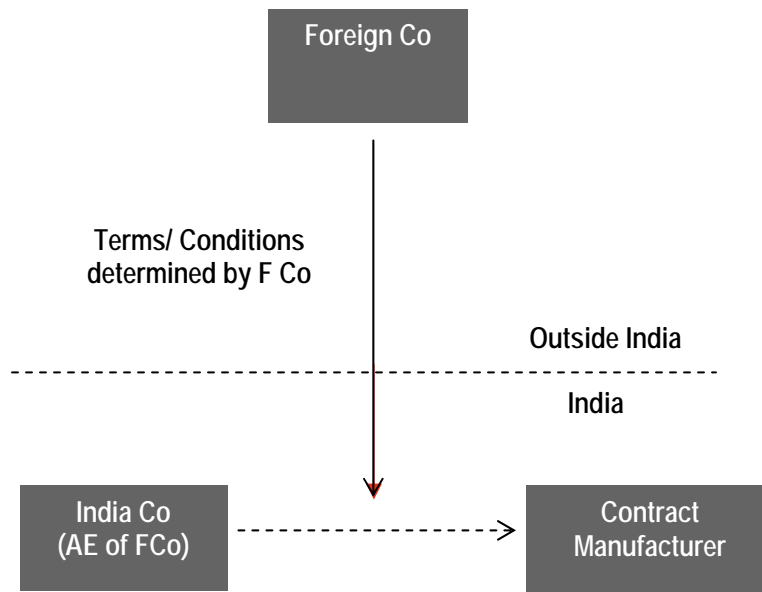 Foreign Co
Terms/ Conditions
determined by F Co
Outside India
India
India Co
(AE of FCo)
Contract
Manufacturer